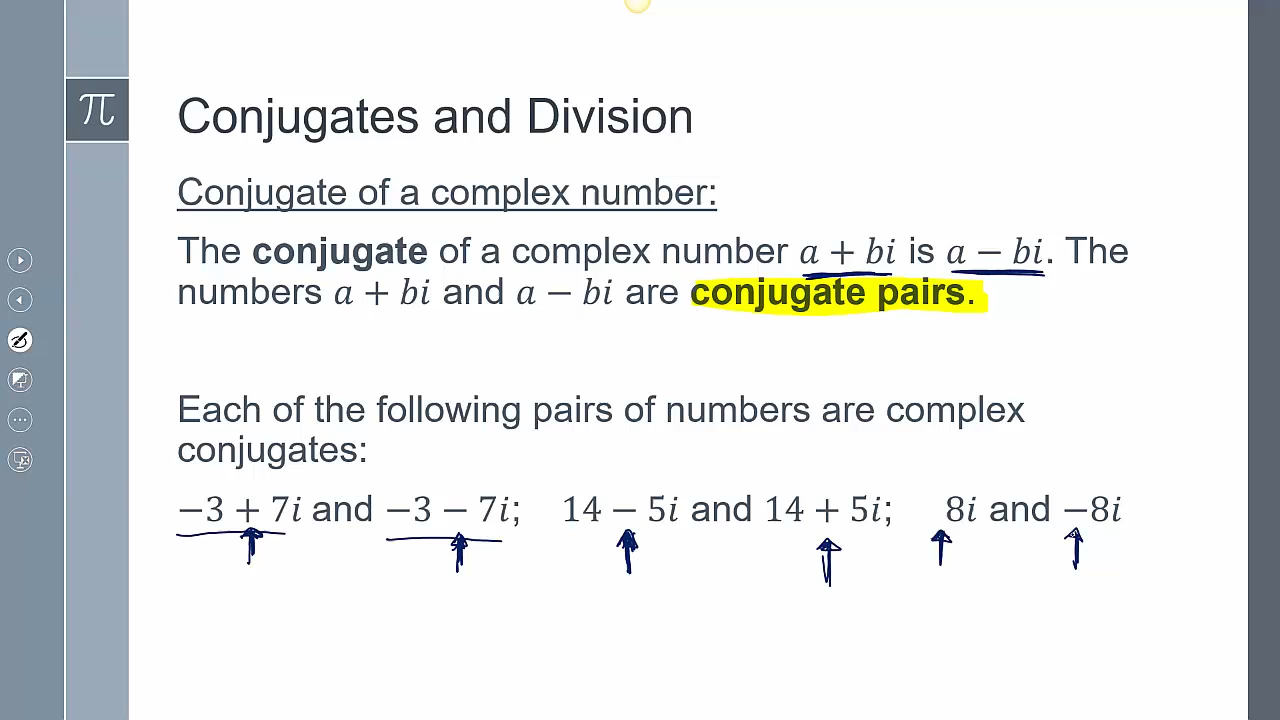 π
Conjugates and Division
Conjugate of a complex number:
The conjugate of a complex number a + bi is a − bi. The
numbers a + bi and a − bi are conjugate pairs.
Each of the following pairs of numbers are complex
conjugates:
−3 + 7i and −3 − 7i; 14 − 5i and 14 + 5i; 8i and −8i